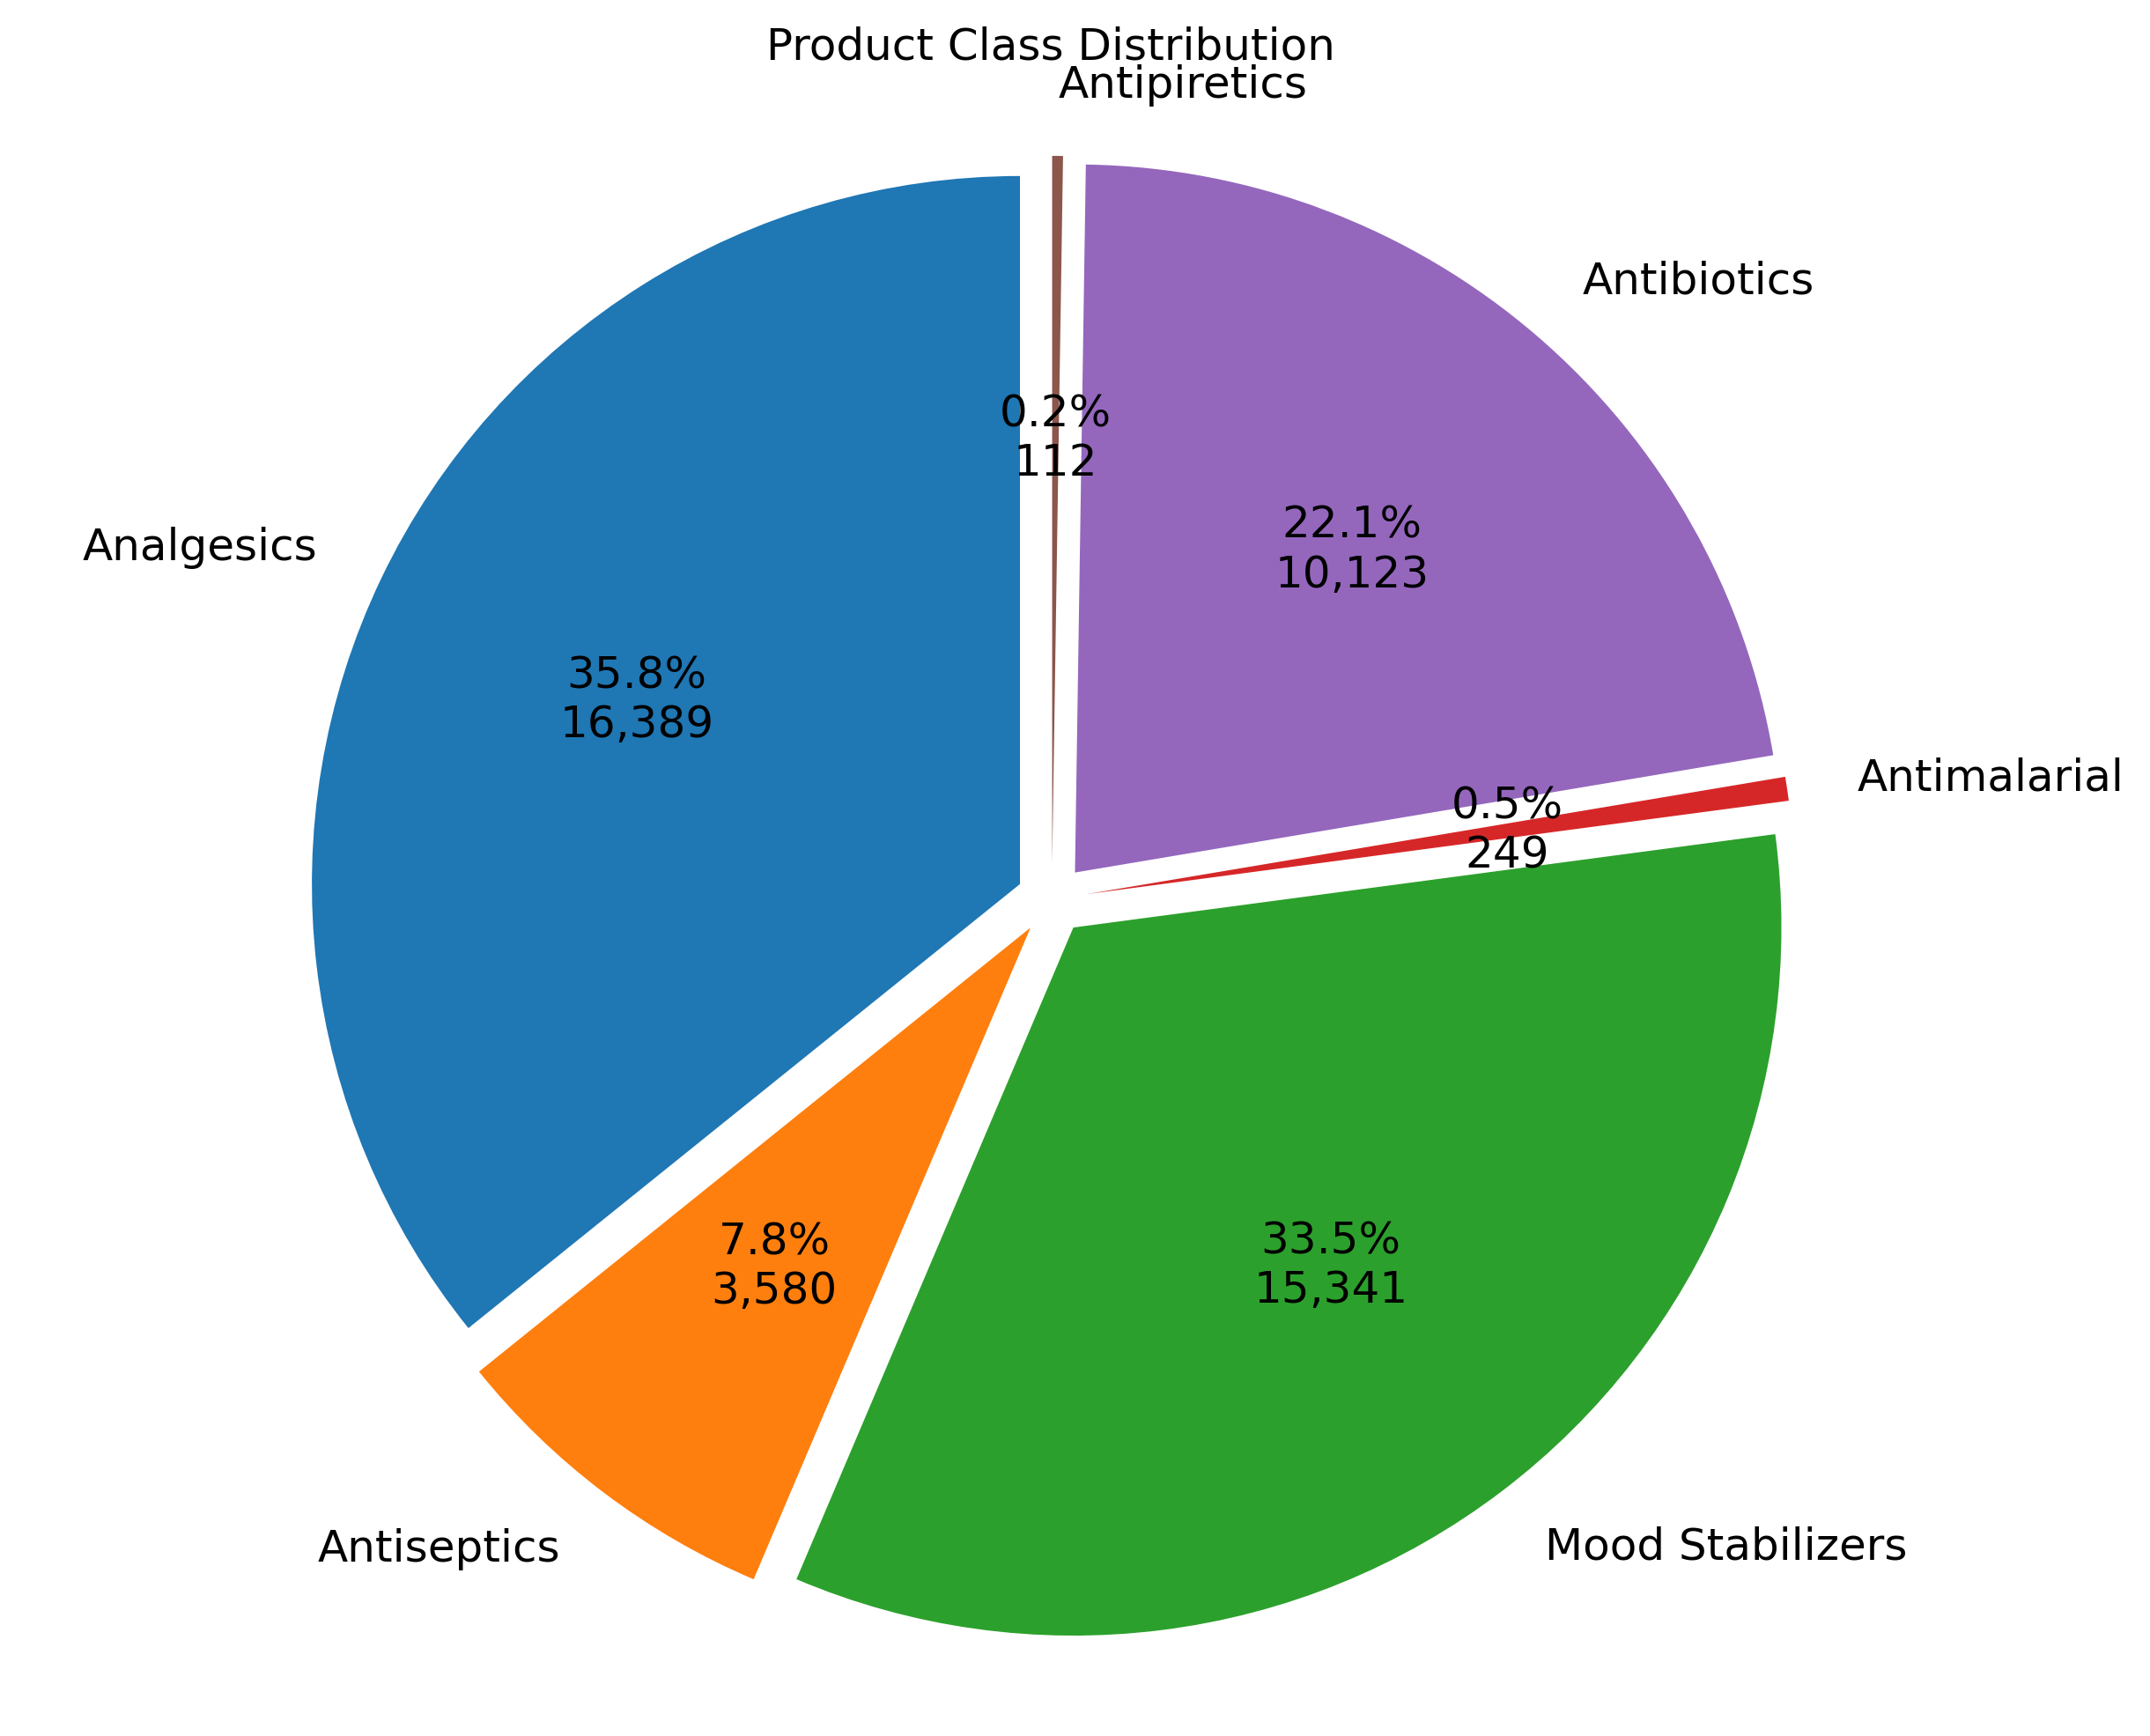 Product Class Distribution
Antipiretics
Antibiotics
0.2%
112
22.1%
10,123
Analgesics
35.8%
16,389
Antimalarial
0.5%
249
7.8%
3,580
33.5%
15,341
Antiseptics
Mood Stabilizers